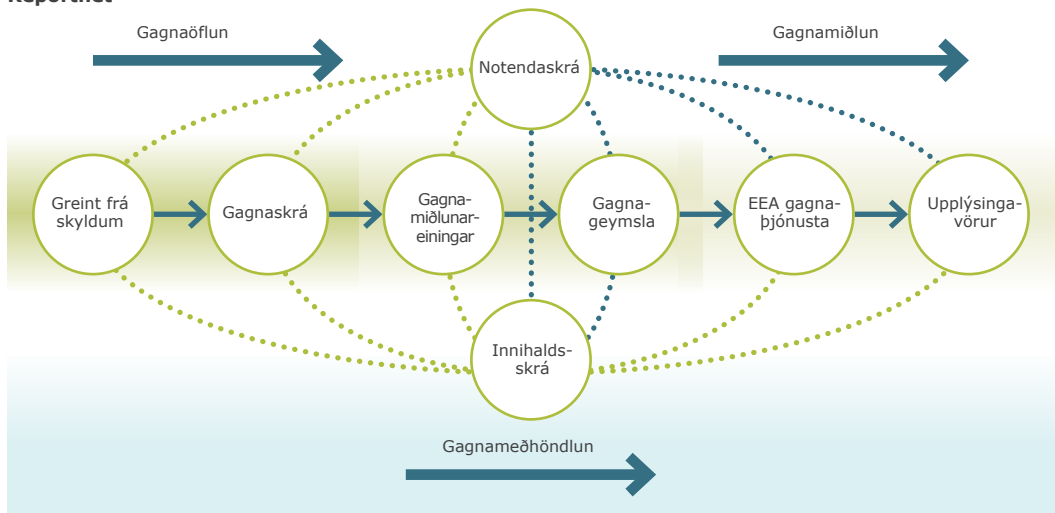 Reportnet
Gagnaöflun
Gagnamiðlun
Notendaskrá
Greint frá
skyldum
Gagnaskrá
Gagna-
miðlunar-
einingar
Gagna-
geymsla
EEA gagna-
þjónusta
Upplýsinga-
vörur
Innihalds-
skrá
Gagnameðhöndlun